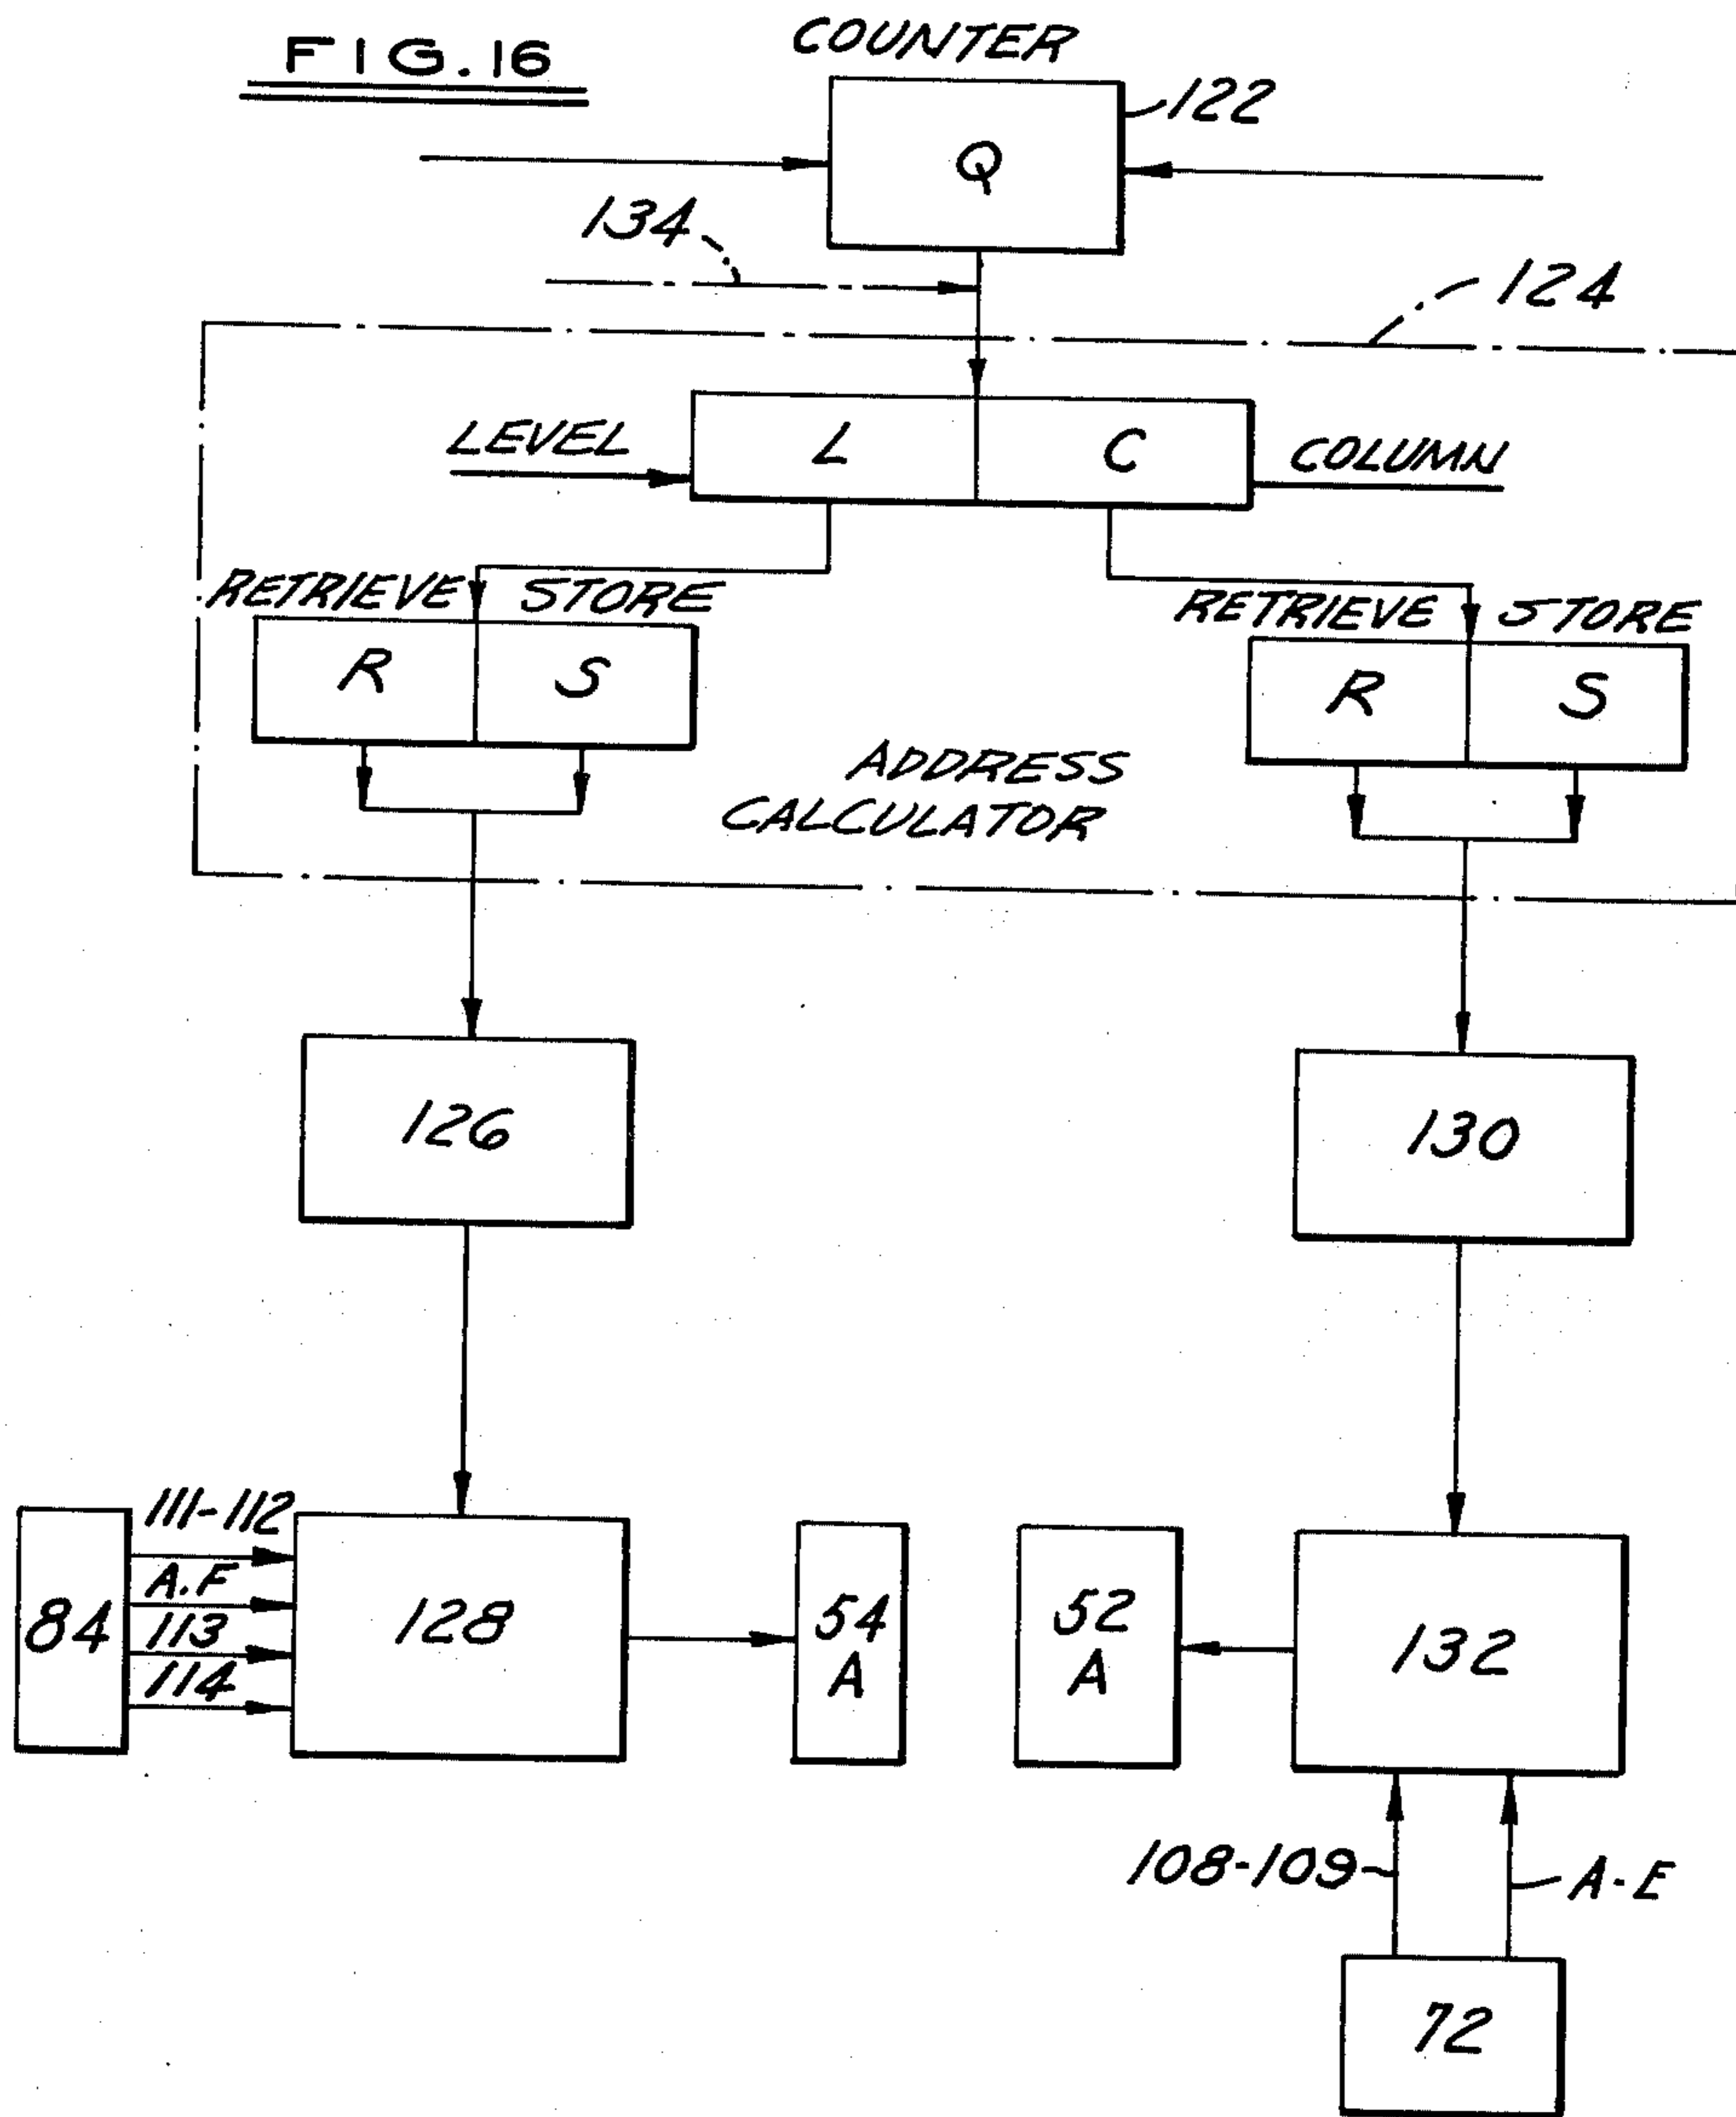 FIG.16
COUNTER
122
Q
134
124
LEVEL
L
C
COLUMN
RETRIEVE STORE
RETRIEVE STORE
R
S
R
S
ADDRESS
CALCULATOR
126
130
111-112
A.F
113
114
84
128
54
A
52
A
132
108-109
A-E
72